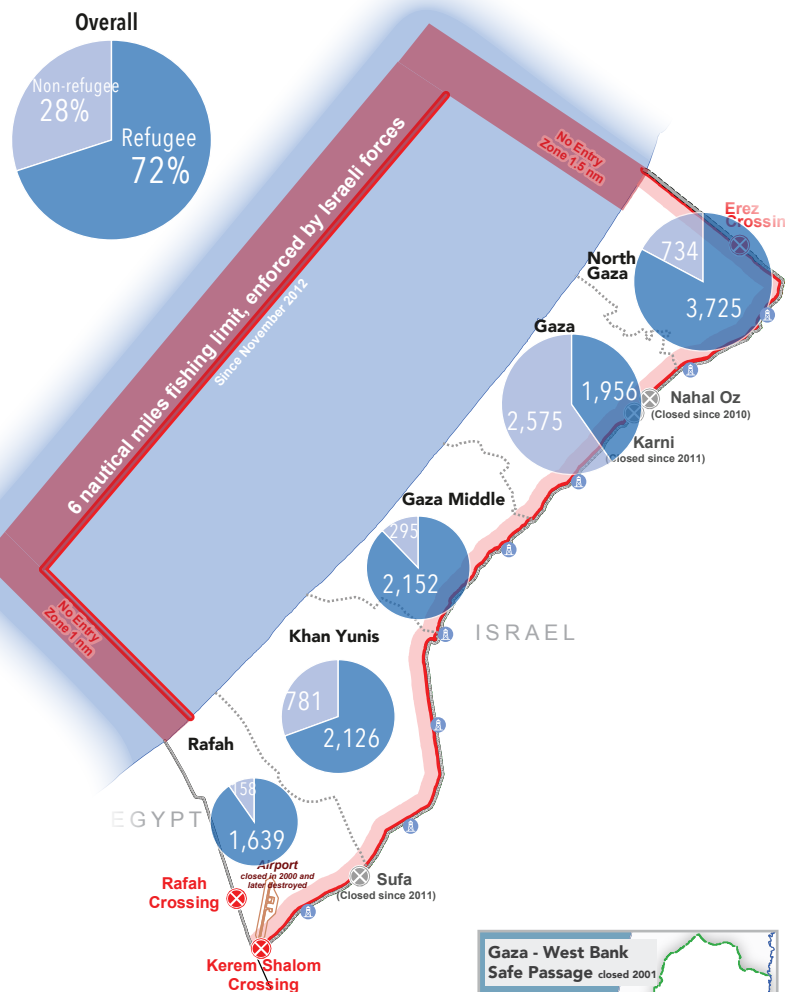 Overall
Non-refugee
28%
Refugee
72%
6 nautical miles fishing limit, enforced by Israeli forces
Since November 2012
No Entry
Zone 1.5 nm
Erez
Crossin
North
Gaza
734
3,725
Gaza
1,956
2,575
Nahal Oz
(Closed since 2010)
Karni
(Closed since 2011)
Gaza Middle
295
2,152
ISRAEL
No Entry
Zone 1 nm
Khan Yunis
781
2,126
Rafah
158
1,639
EGYPT
Airport
closed in 2000 and
later destroyed
Rafah
Crossing
Sufa
(Closed since 2011)
Kerem Shalom
Crossing
Gaza - West Bank
Safe Passage closed 2001